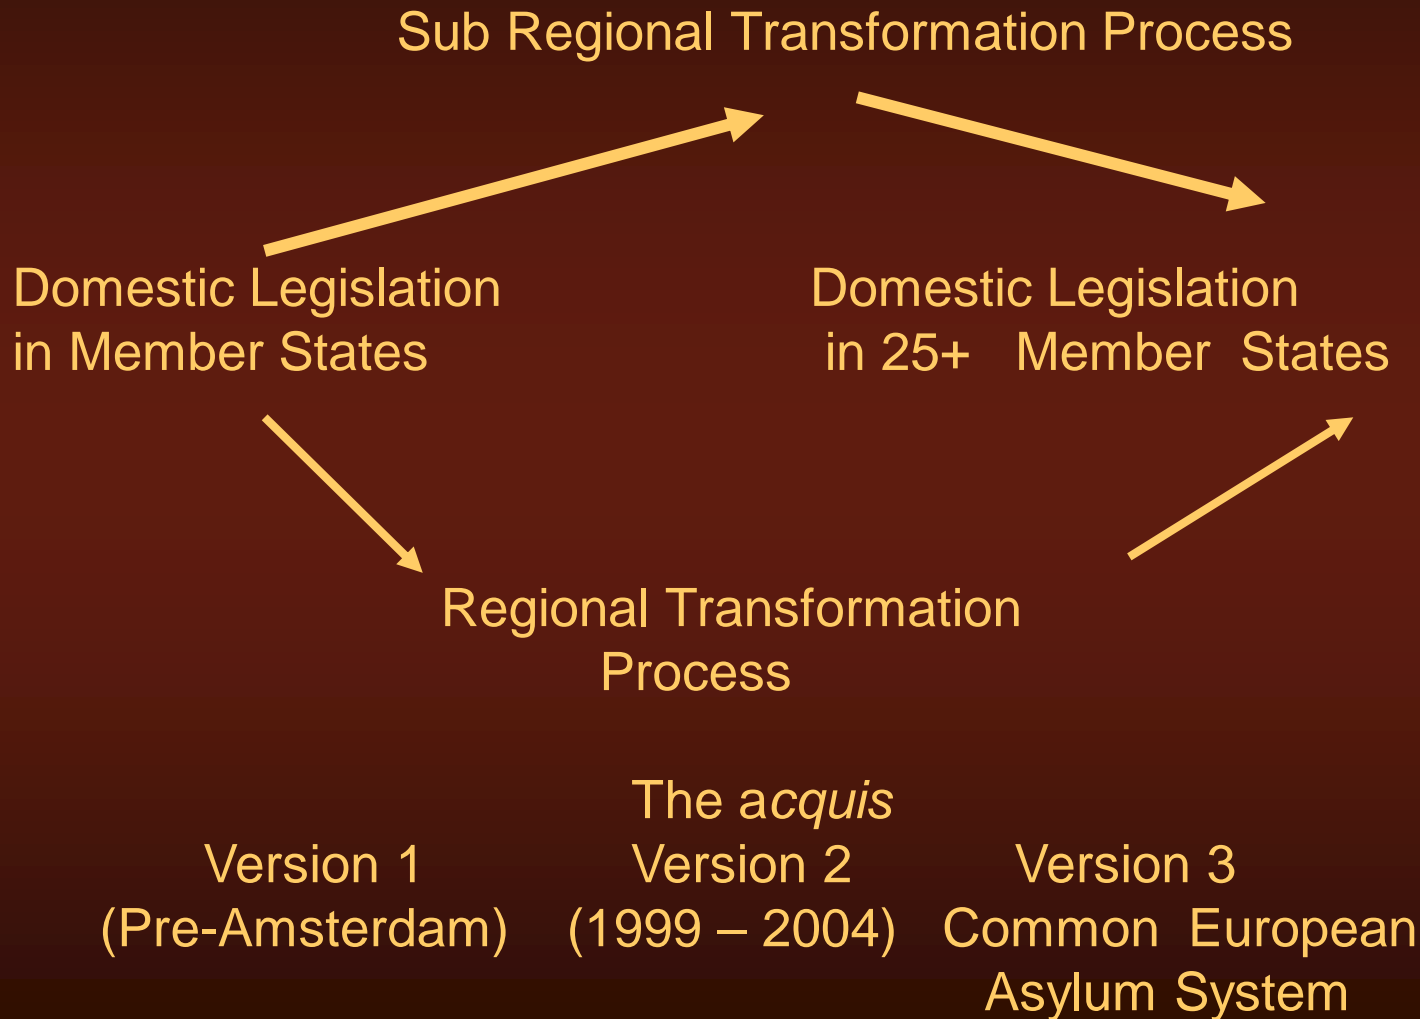 Sub Regional Transformation Process
Domestic Legislation
in Member States
Domestic Legislation
in 25+ Member States
Regional Transformation
Process
The acquis
Version 1
(Pre-Amsterdam)
Version 2
(1999 – 2004)
Version 3
Common European
Asylum System